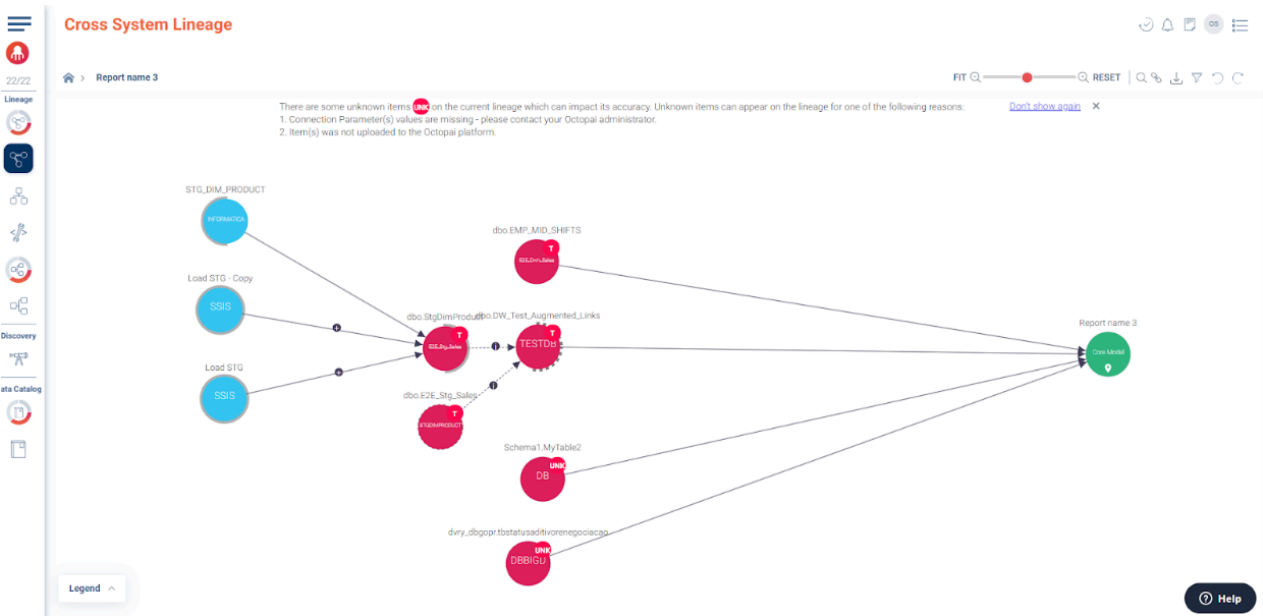 Cross System Lineage
OS
22/22
Report name 3
FIT
RESET
Lineage
There are some unknown items UNK on the current lineage which can impact its accuracy. Unknown items can appear on the lineage for one of the following reasons:
Don't show again
1. Connection Parameter(s) values are missing - please contact your Octopai administrator.
2. Item(s) was not uploaded to the Octopai platform.
STG_DIM_PRODUCT
INFORMATICA
dbo.EMP_MID_SHIFTS
T
Load STG - Copy
SSIS
dbo.StgDimProduct
dbo.DW_Test_Augmented_Links
T
E2E_Stg_Sales
T
Report name 3
Core Model
Discovery
Load STG
SSIS
ata Catalog
dbo.E2E_Stg_Sales
T
STGDIMPRODUCT
Schema1.MyTable2
UNK
DB
dvry_dbgopr.tbstatusaditivorenegociacao
UNK
Legend
Help